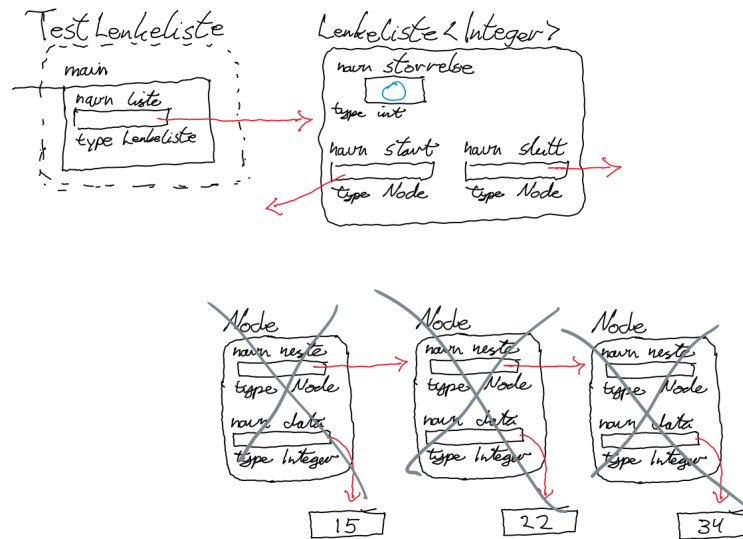 TestLenkeliste
Lenkeliste<Integer>
main
navn liste
type Lenkeliste
navn storrelse
0
type int
navn start
type Node
navn slutt
type Node
Node
navn neste
type Node
navn data
type Integer
15
Node
navn neste
type Node
navn data
type Integer
22
Node
navn neste
type Node
navn data
type Integer
34